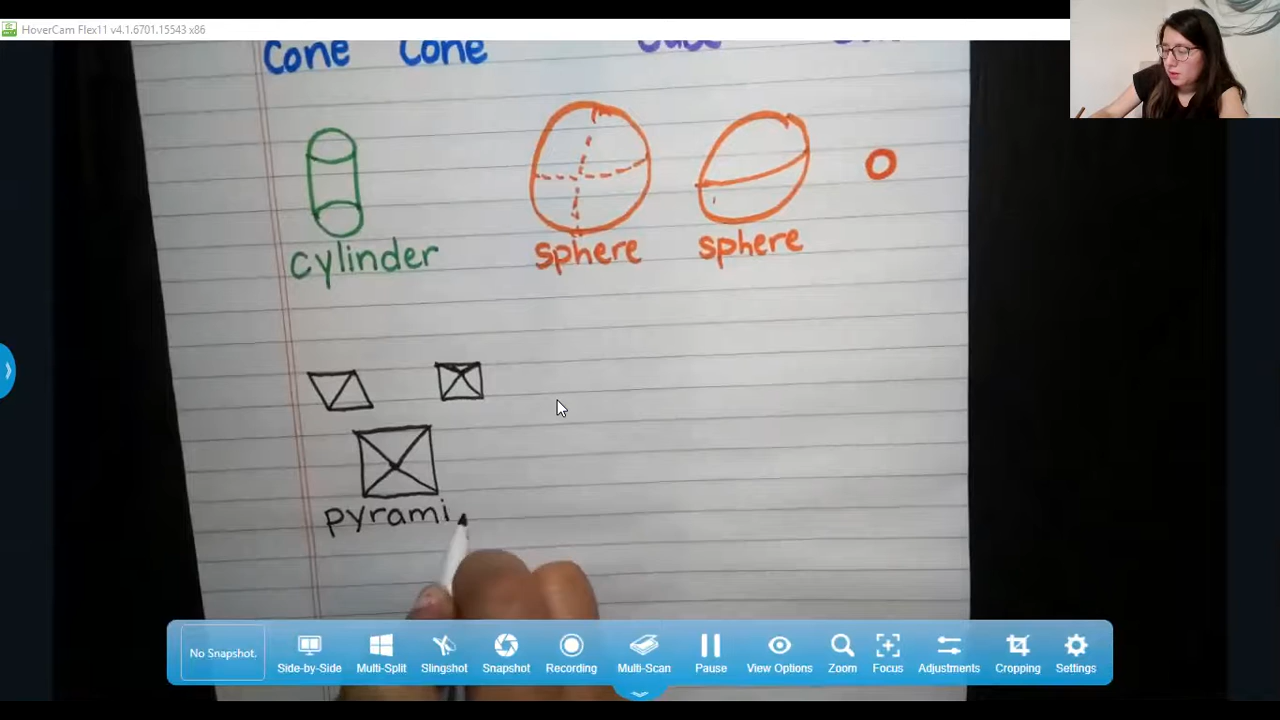 HoverCam Flex11 v4.1.6701.15543 x86
Cone Cone Cube
cylinder
sphere sphere
pyrami
No Snapshot.
Side-by-Side Multi-Split Slingshot Snapshot Recording Multi-Scan Pause View Options Zoom Focus Adjustments Cropping Settings